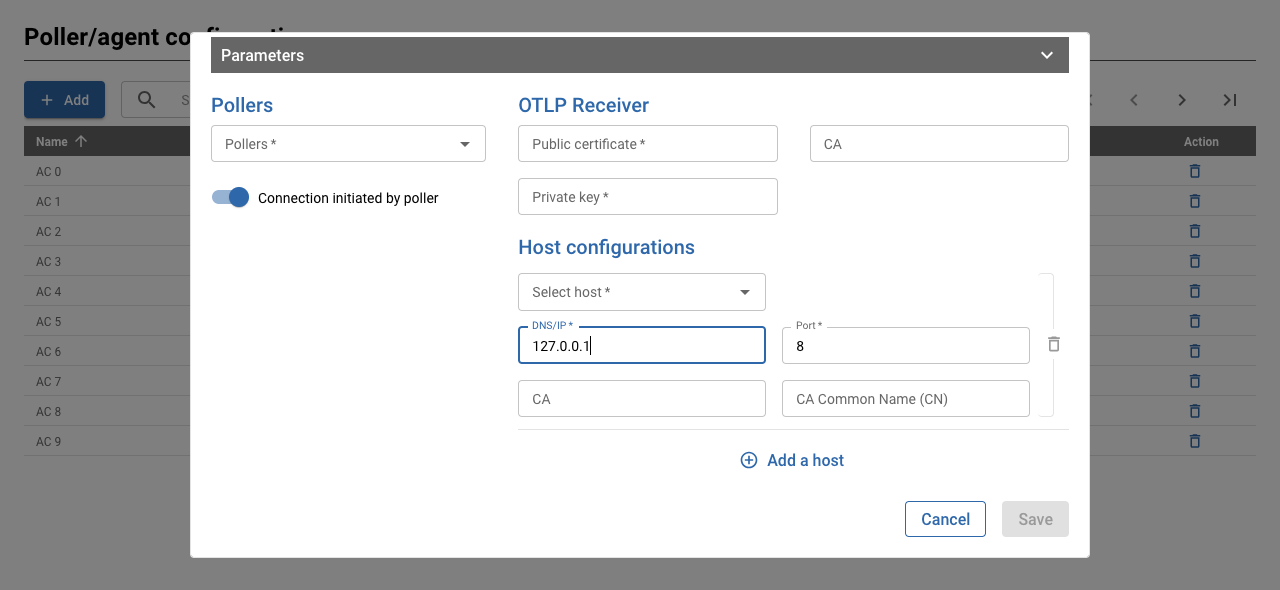 Poller/agent co
Parameters
Add
S
Pollers
OTLP Receiver
Pollers *
Public certificate *
CA
Connection initiated by poller
Private key *
Host configurations
Select host *
DNS/IP *
127.0.0.1
Port *
8
CA
CA Common Name (CN)
Add a host
Cancel
Save
Name
Action
AC 0
AC 1
AC 2
AC 3
AC 4
AC 5
AC 6
AC 7
AC 8
AC 9